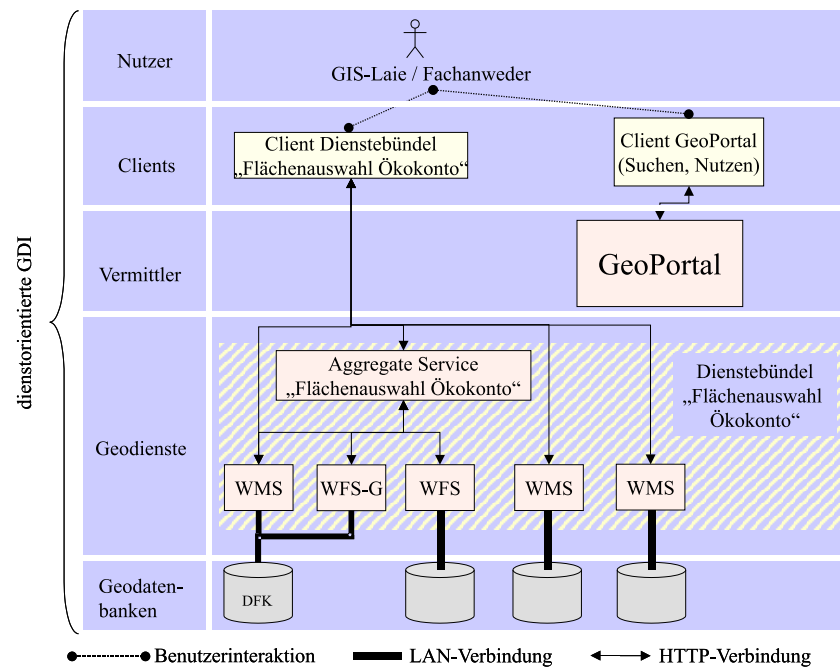 dienstorientierte GDI
Nutzer
GIS-Laie / Fachanweder
Clients
Client Dienstebündel
„Flächenauswahl Ökokonto“
Client GeoPortal
(Suchen, Nutzen)
Vermittler
GeoPortal
Geodienste
Aggregate Service
„Flächenauswahl Ökokonto“
Dienstebündel
„Flächenauswahl
Ökokonto“
WMS
WFS-G
WFS
WMS
WMS
Geodaten-
banken
DFK
Benutzerinteraktion
LAN-Verbindung
HTTP-Verbindung